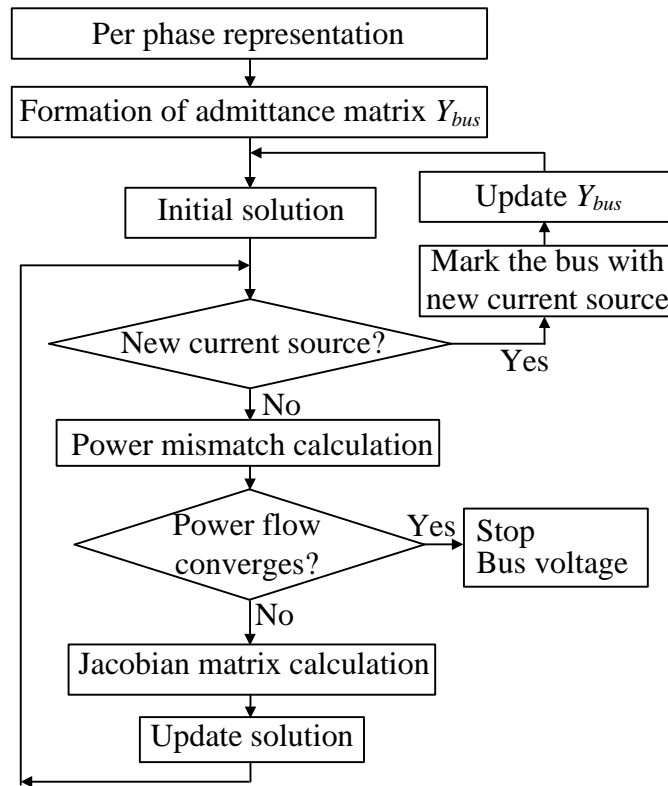 Per phase representation
Formation of admittance matrix Y_bus
Initial solution
Update Y_bus
Mark the bus with
new current source
New current source?
Yes
No
Power mismatch calculation
Power flow
converges?
Yes
Stop
Bus voltage
No
Jacobian matrix calculation
Update solution